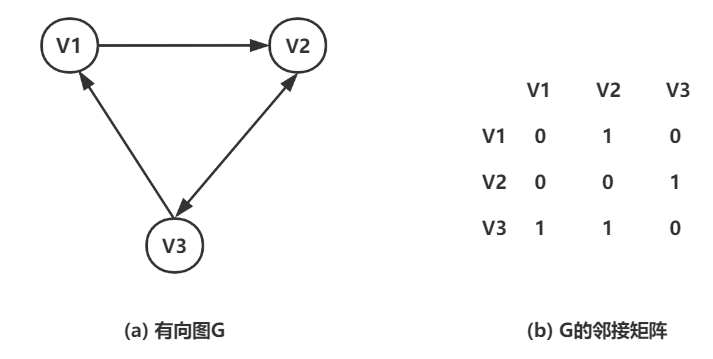 V1
V2
V3
V1 V2 V3
V1 0 1 0
V2 0 0 1
V3 1 1 0
(a) 有向图G
(b) G的邻接矩阵